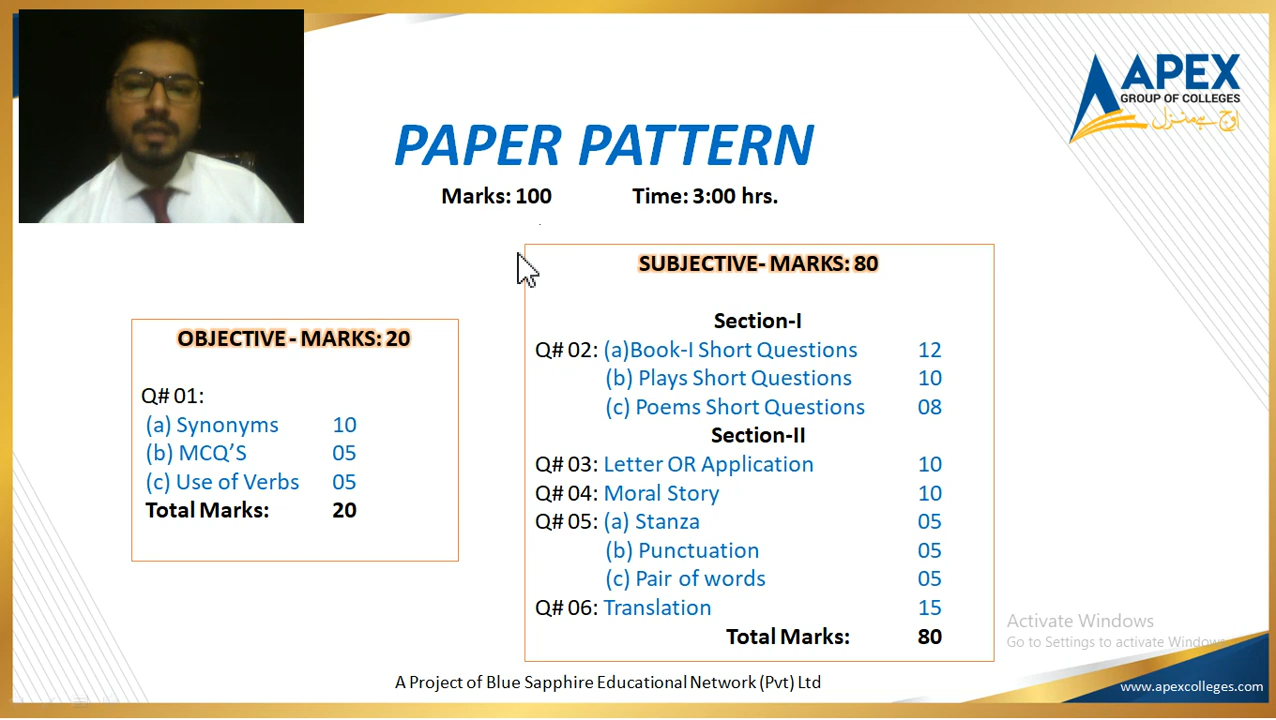 APEX
GROUP OF COLLEGES
اوج ہے منزل
PAPER PATTERN
Marks: 100 Time: 3:00 hrs.
OBJECTIVE - MARKS: 20
Q# 01:
(a) Synonyms 10
(b) MCQ'S 05
(c) Use of Verbs 05
Total Marks: 20
SUBJECTIVE- MARKS: 80
Section-I
Q# 02: (a)Book-I Short Questions 12
(b) Plays Short Questions 10
(c) Poems Short Questions 08
Section-II
Q# 03: Letter OR Application 10
Q# 04: Moral Story 10
Q# 05: (a) Stanza 05
(b) Punctuation 05
(c) Pair of words 05
Q# 06: Translation 15
Total Marks: 80
Activate Windows
Go to Settings to activate Windows.
A Project of Blue Sapphire Educational Network (Pvt) Ltd
www.apexcolleges.com